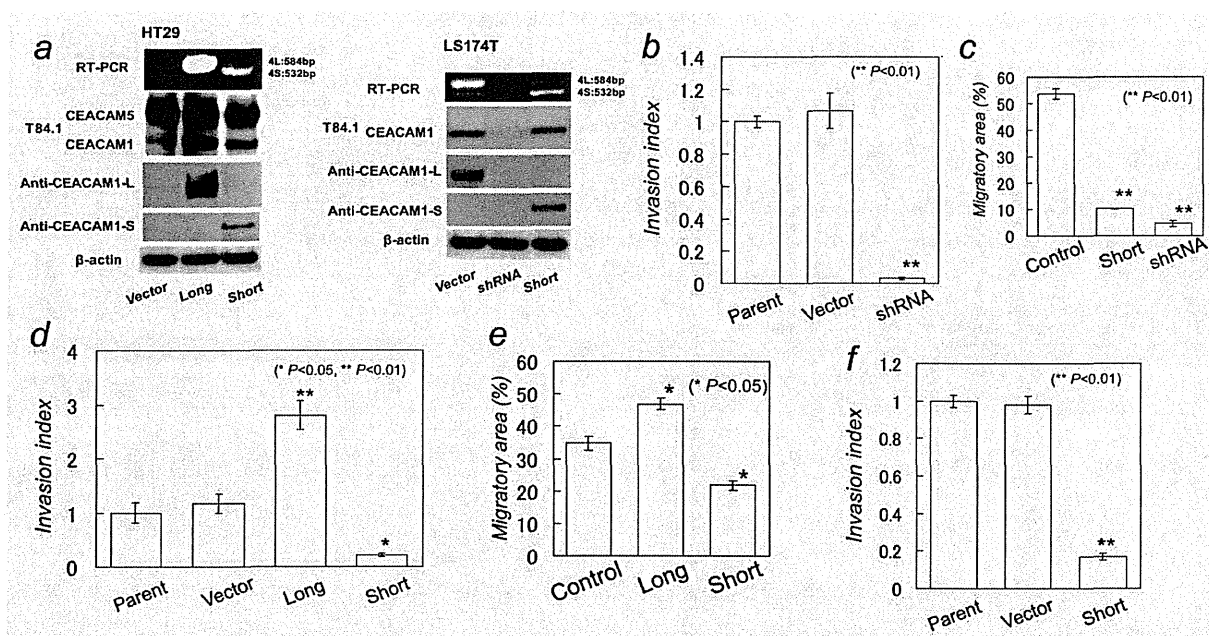 a
HT29
RT-PCR
4L:584bp
4S:532bp
CEACAM5
T84.1
CEACAM1
Anti-CEACAM1-L
Anti-CEACAM1-S
β-actin
Vector Long Short
LS174T
RT-PCR
4L:584bp
4S:532bp
T84.1 CEACAM1
Anti-CEACAM1-L
Anti-CEACAM1-S
β-actin
Vector shRNA Short
b
Invasion index
(** P<0.01)
1.4
1.2
1
0.8
0.6
0.4
0.2
0
**
Parent Vector shRNA
c
Migratory area (%)
(** P<0.01)
60
50
40
30
20
10
0
**
**
Control Short shRNA
d
Invasion index
(* P<0.05, ** P<0.01)
4
3
2
1
0
**
*
Parent Vector Long Short
e
Migratory area (%)
(* P<0.05)
60
50
40
30
20
10
0
*
*
Control Long Short
f
Invasion index
(** P<0.01)
1.2
1
0.8
0.6
0.4
0.2
0
**
Parent Vector Short